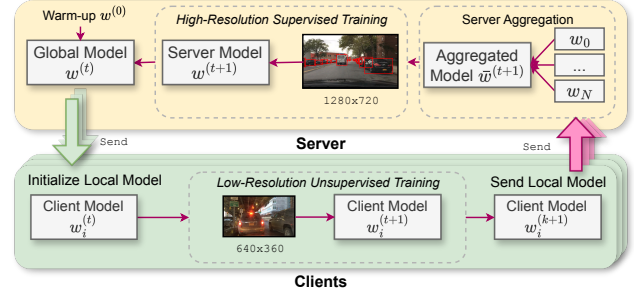 Warm-up w^(0)
High-Resolution Supervised Training
Server Aggregation
Global Model
w^(t)
Server Model
w^(t+1)
1280x720
Aggregated
Model w̄^(t+1)
w_0
...
w_N
Send
Server
Send
Initialize Local Model
Low-Resolution Unsupervised Training
Send Local Model
Client Model
w_i^(t)
640x360
Client Model
w_i^(t+1)
Client Model
w_i^(k+1)
Clients